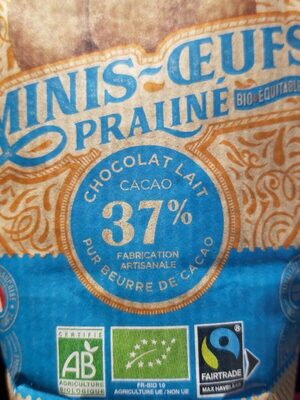 MINIS-ŒUFS
PRALINÉ
BIO•ÉQUITABLE
CHOCOLAT LAIT
CACAO
37%
FABRICATION
ARTISANALE
PUR BEURRE DE CACAO
CERTIFIÉ
AB
AGRICULTURE
BIOLOGIQUE
FR-BIO 10
AGRICULTURE UE / NON UE
FAIRTRADE
MAX HAVELAAR